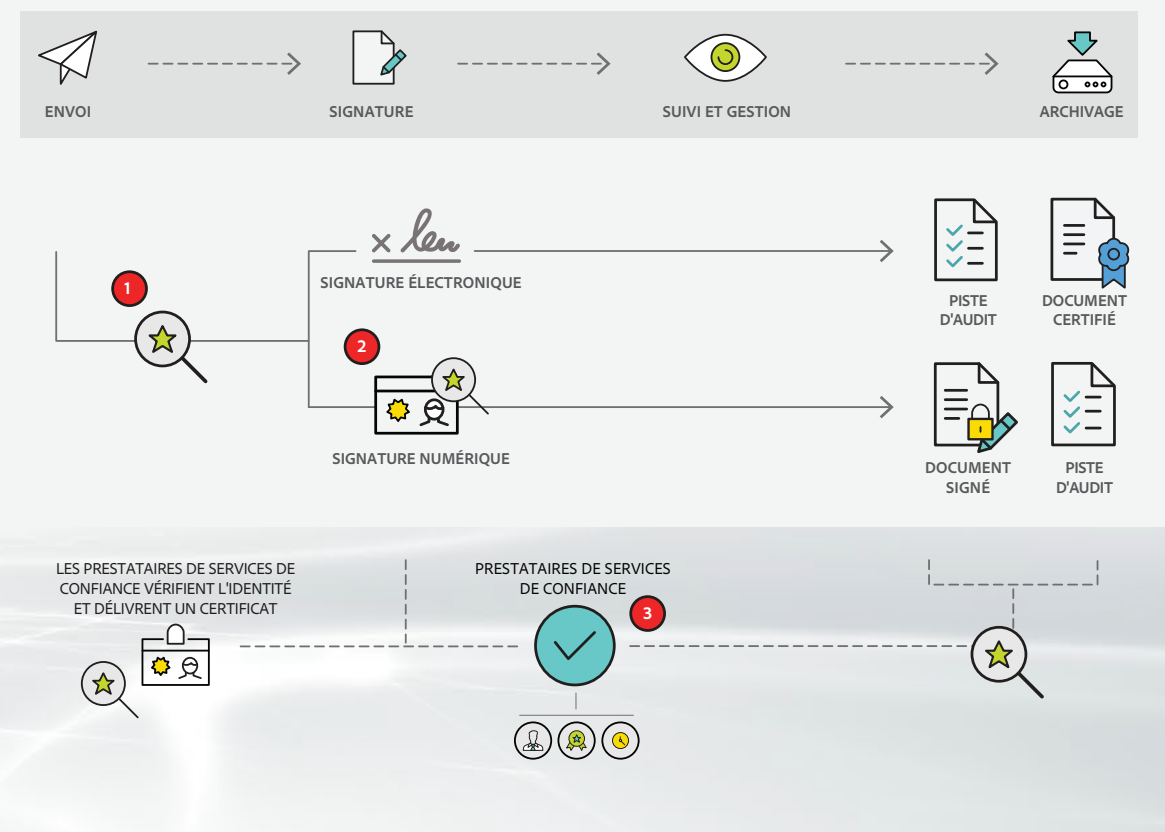 ENVOI
SIGNATURE
SUIVI ET GESTION
ARCHIVAGE
SIGNATURE ÉLECTRONIQUE
1
PISTE
D'AUDIT
DOCUMENT
CERTIFIÉ
2
SIGNATURE NUMÉRIQUE
DOCUMENT
SIGNÉ
PISTE
D'AUDIT
LES PRESTATAIRES DE SERVICES DE
CONFIANCE VÉRIFIENT L'IDENTITÉ
ET DÉLIVRENT UN CERTIFICAT
PRESTATAIRES DE SERVICES
DE CONFIANCE
3